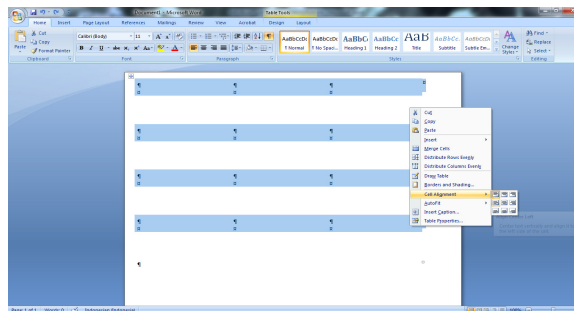 Document1 - Microsoft Word
Table Tools
Home Insert Page Layout References Mailings Review View Acrobat Design Layout
Cut
Copy
Format Painter
Paste
Clipboard
Calibri (Body) 11
Font
Paragraph
AaBbCcDc AaBbCcDc AaBbC AaBbCc AaB AaBbCc. AaBbCcDc
¶ Normal ¶ No Spac... Heading 1 Heading 2 Title Subtitle Subtle Em...
Change Styles
Styles
Find
Replace
Select
Editing
Cut
Copy
Paste
Insert
Merge Cells
Distribute Rows Evenly
Distribute Columns Evenly
Draw Table
Borders and Shading...
Cell Alignment
AutoFit
Insert Caption...
Table Properties...
Page 1 of 1 Words: 0 Indonesian 100%